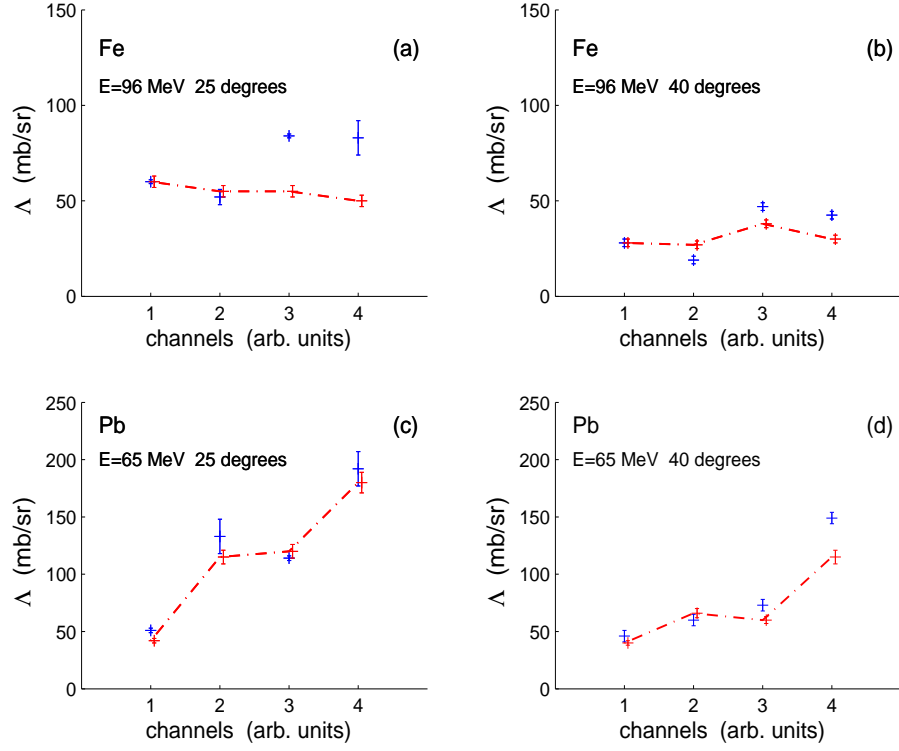 150
Fe
(a)
E=96 MeV 25 degrees
100
Λ (mb/sr)
50
0
1 2 3 4
channels (arb. units)
150
Fe
(b)
E=96 MeV 40 degrees
100
Λ (mb/sr)
50
0
1 2 3 4
channels (arb. units)
250
Pb
(c)
E=65 MeV 25 degrees
200
150
Λ (mb/sr)
100
50
0
1 2 3 4
channels (arb. units)
250
Pb
(d)
E=65 MeV 40 degrees
200
150
Λ (mb/sr)
100
50
0
1 2 3 4
channels (arb. units)